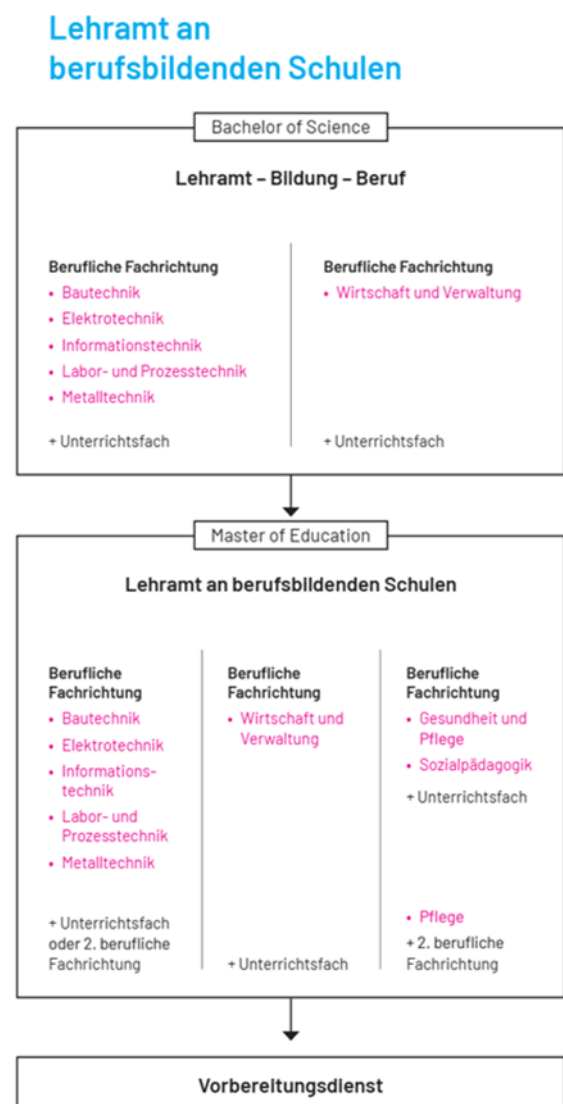 Lehramt an
berufsbildenden Schulen
Bachelor of Science
Lehramt – Bildung – Beruf
Berufliche Fachrichtung
• Bautechnik
• Elektrotechnik
• Informationstechnik
• Labor- und Prozesstechnik
• Metalltechnik
+ Unterrichtsfach
Berufliche Fachrichtung
• Wirtschaft und Verwaltung
+ Unterrichtsfach
Master of Education
Lehramt an berufsbildenden Schulen
Berufliche
Fachrichtung
• Bautechnik
• Elektrotechnik
• Informations-
technik
• Labor- und
Prozesstechnik
• Metalltechnik
+ Unterrichtsfach
oder 2. berufliche
Fachrichtung
Berufliche
Fachrichtung
• Wirtschaft und
Verwaltung
+ Unterrichtsfach
Berufliche
Fachrichtung
• Gesundheit und
Pflege
• Sozialpädagogik
+ Unterrichtsfach
• Pflege
+ 2. berufliche
Fachrichtung
Vorbereitungsdienst